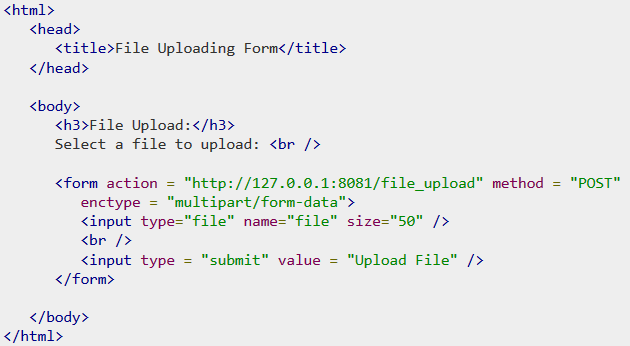 <html>
<head>
<title>File Uploading Form</title>
</head>
<body>
<h3>File Upload:</h3>
Select a file to upload: <br />
<form action = "http://127.0.0.1:8081/file_upload" method = "POST"
enctype = "multipart/form-data">
<input type="file" name="file" size="50" />
<br />
<input type = "submit" value = "Upload File" />
</form>
</body>
</html>